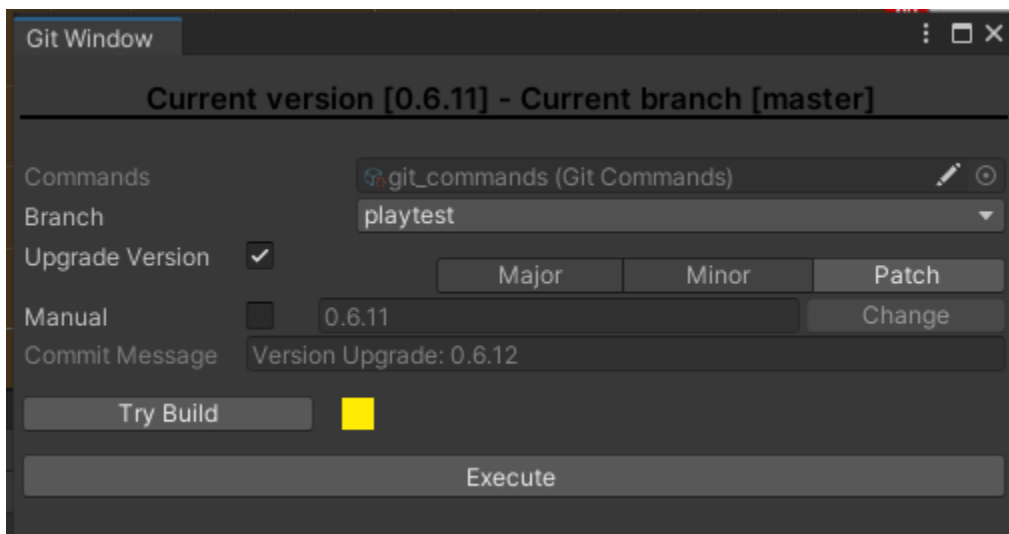 Git Window
Current version [0.6.11] - Current branch [master]
Commands git_commands (Git Commands)
Branch playtest
Upgrade Version Major Minor Patch
Manual 0.6.11 Change
Commit Message Version Upgrade: 0.6.12
Try Build
Execute